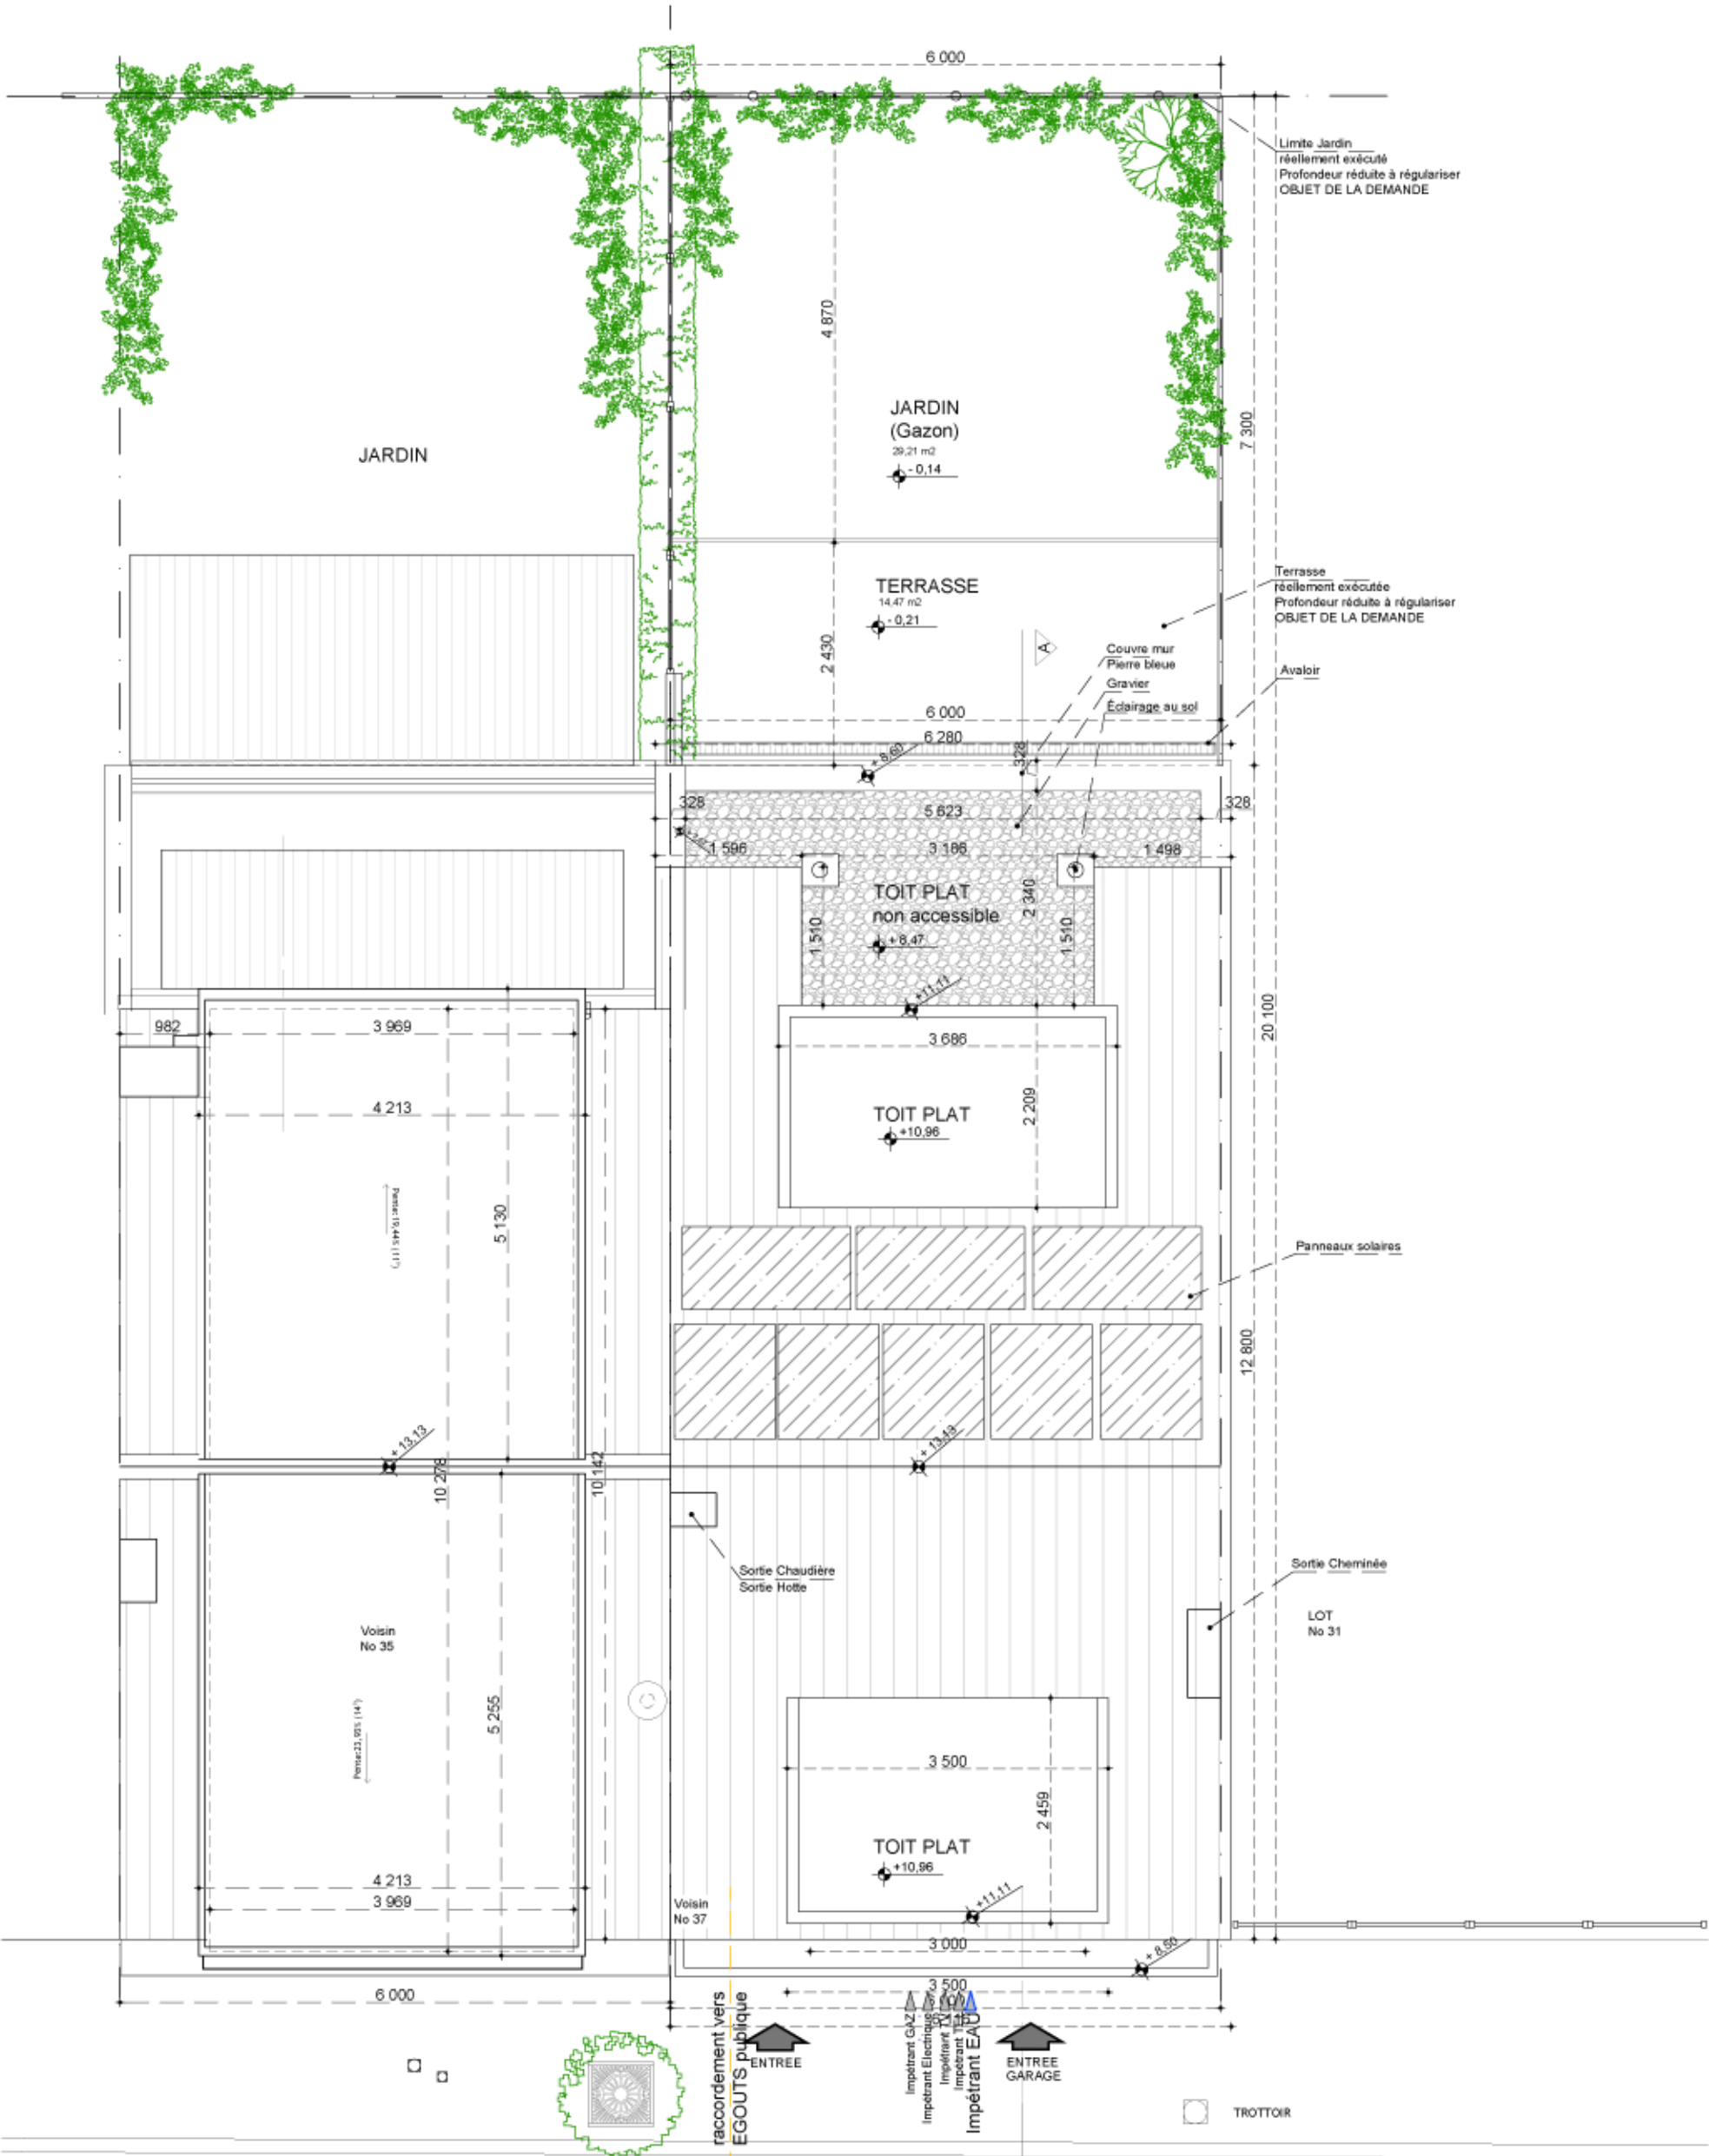 6 000
Limite Jardin
réellement exécuté
Profondeur réduite à régulariser
OBJET DE LA DEMANDE
4 870
JARDIN
(Gazon)
29,21 m2
- 0,14
7 300
JARDIN
TERRASSE
14,47 m2
- 0,21
2 430
Terrasse
réellement exécutée
Profondeur réduite à régulariser
OBJET DE LA DEMANDE
A
Couvre mur
Pierre bleue
Gravier
Éclairage au sol
Avaloir
6 000
6 280
+ 8,60
328
328
5 623
328
1 596
3 186
1 498
TOIT PLAT
non accessible
+ 8,47
2 340
1 510
1 510
+11,11
20 100
982
3 969
3 686
4 213
2 209
TOIT PLAT
+10,96
Pente:19,44% (11°)
5 130
Panneaux solaires
12 800
+ 13,13
+ 13,13
10 278
10 142
Sortie Chaudière
Sortie Hotte
Sortie Cheminée
LOT
No 31
Voisin
No 35
5 255
3 500
2 459
TOIT PLAT
+10,96
4 213
3 969
Voisin
No 37
+11,11
3 000
+ 8,50
6 000
3 500
raccordement vers
EGOUTS publique
ENTREE
Impétrant GAZ
Impétrant Electrique
Impétrant EAU
ENTREE
GARAGE
TROTTOIR